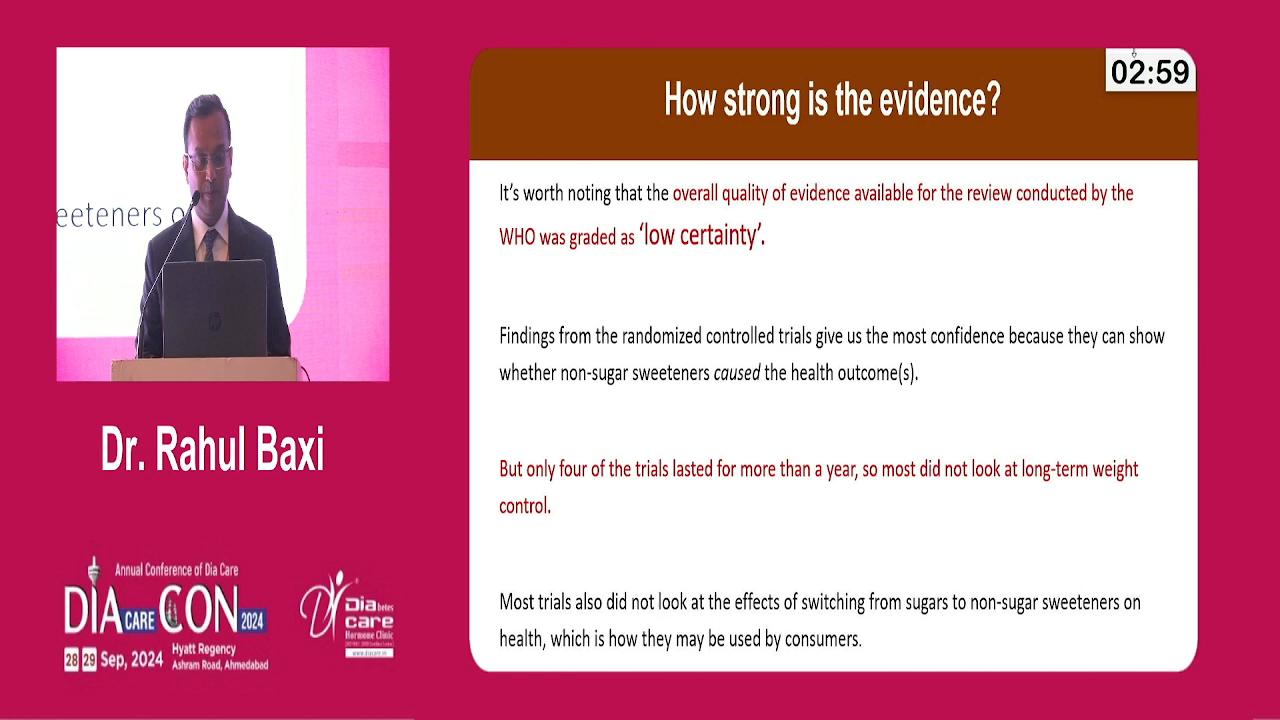 eeteners o
Dr. Rahul Baxi
Annual Conference of Dia Care
DIA CARE CON 2024
28 29 Sep, 2024
Hyatt Regency
Ashram Road, Ahmedabad
Diabetes
care
Hormone Clinic
02:59
How strong is the evidence?
It's worth noting that the overall quality of evidence available for the review conducted by the
WHO was graded as ‘low certainty’.
Findings from the randomized controlled trials give us the most confidence because they can show
whether non-sugar sweeteners caused the health outcome(s).
But only four of the trials lasted for more than a year, so most did not look at long-term weight
control.
Most trials also did not look at the effects of switching from sugars to non-sugar sweeteners on
health, which is how they may be used by consumers.